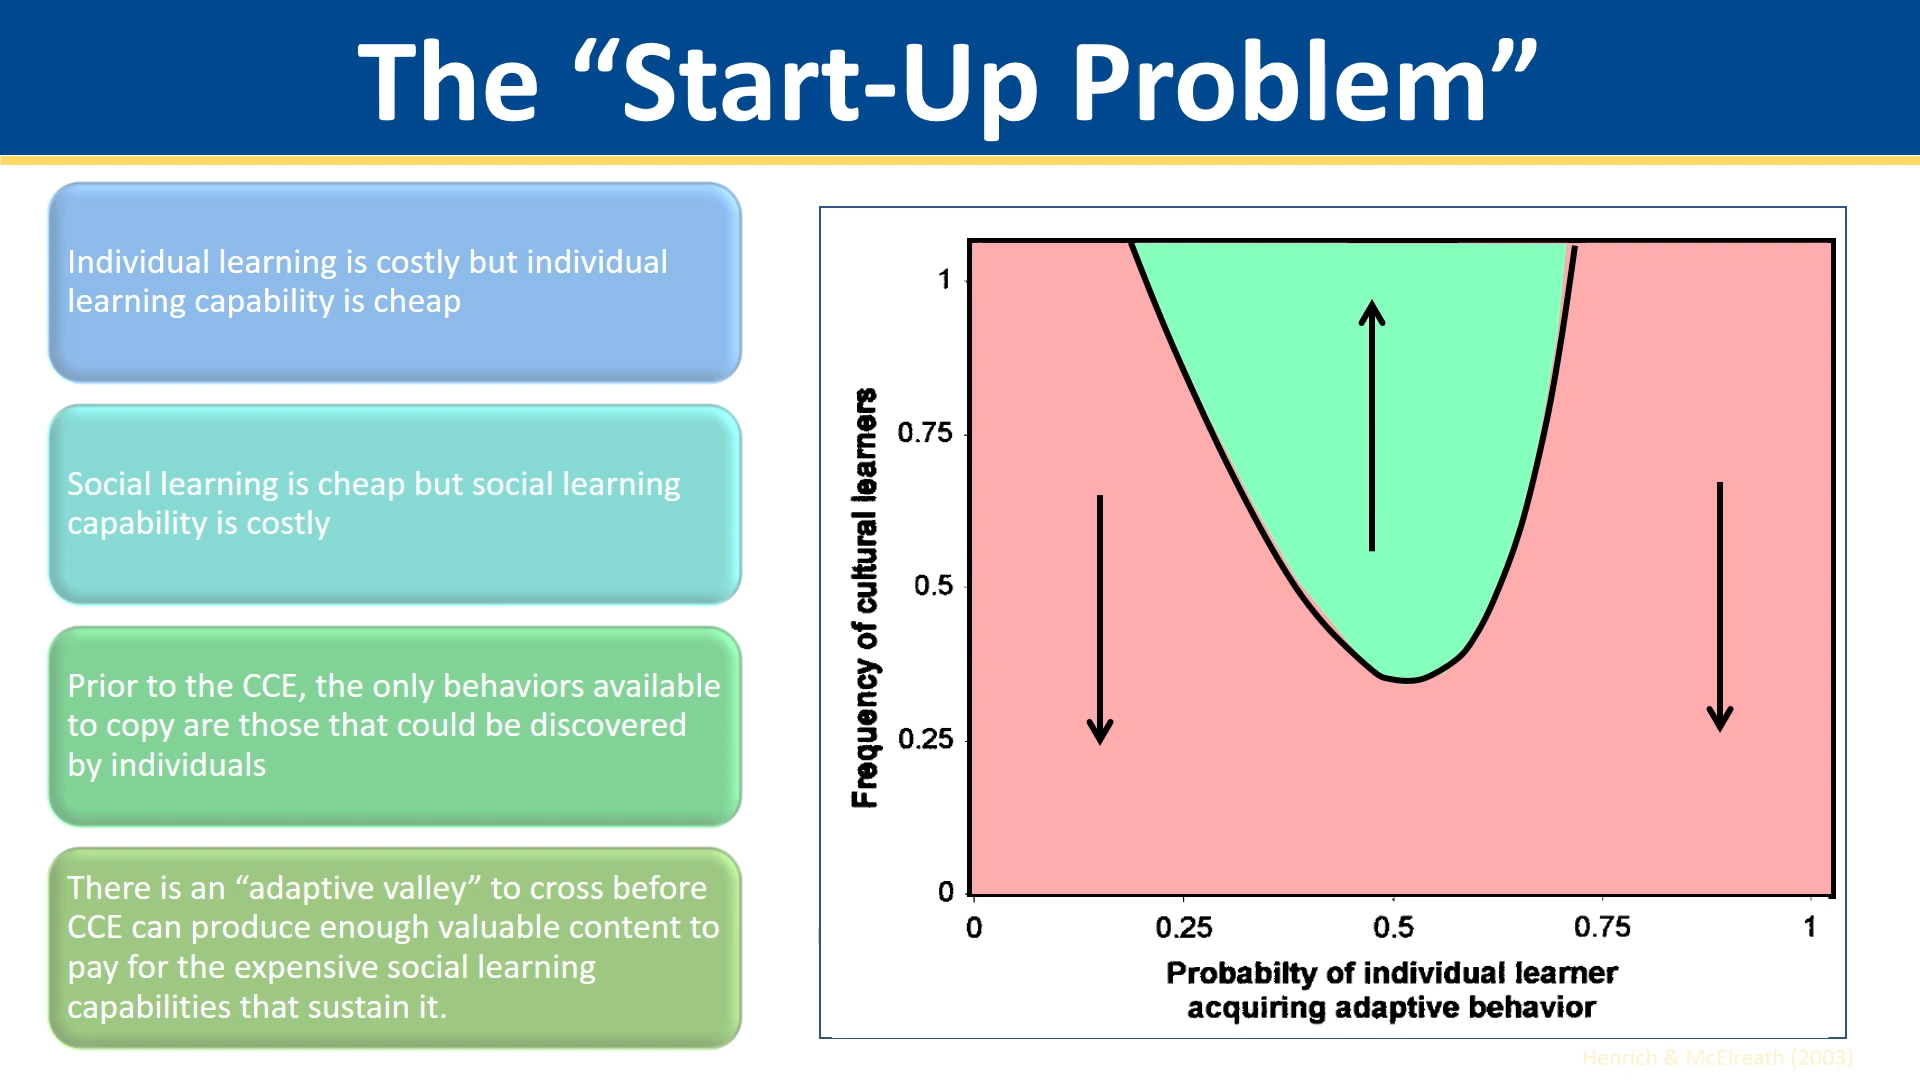 The “Start-Up Problem”
Individual learning is costly but individual
learning capability is cheap
Social learning is cheap but social learning
capability is costly
Prior to the CCE, the only behaviors available
to copy are those that could be discovered
by individuals
There is an “adaptive valley” to cross before
CCE can produce enough valuable content to
pay for the expensive social learning
capabilities that sustain it.
Frequency of cultural learners
1
0.75
0.5
0.25
0
0 0.25 0.5 0.75 1
Probabilty of individual learner
acquiring adaptive behavior
Henrich & McElreath (2003)